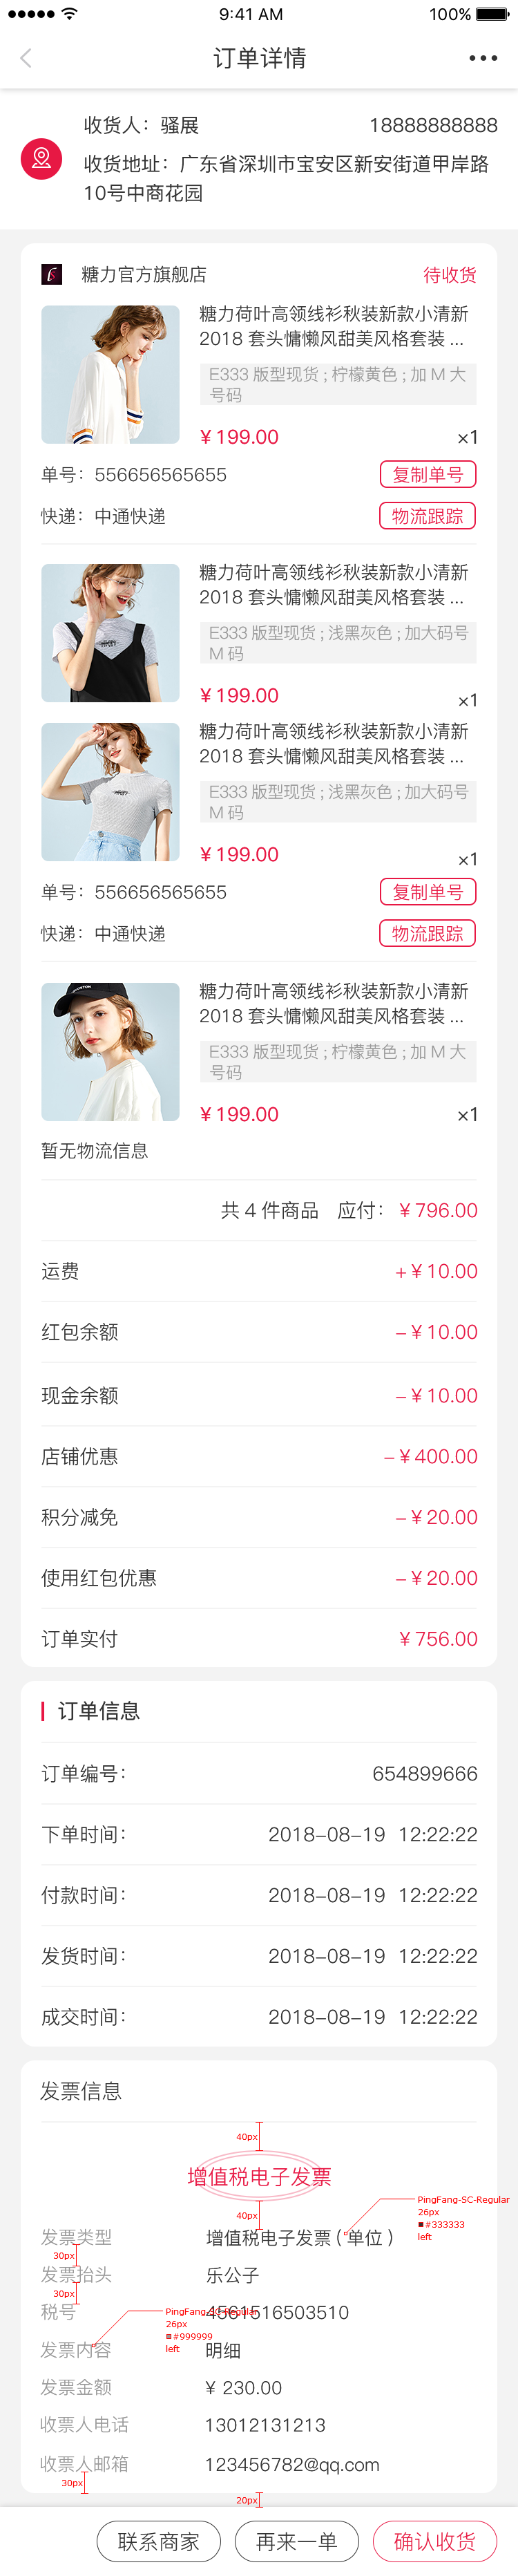 9:41 AM 100%
订单详情
收货人：骚展 18888888888
收货地址：广东省深圳市宝安区新安街道甲岸路
10号中商花园
糖力官方旗舰店 待收货
糖力荷叶高领线衫秋装新款小清新
2018 套头慵懒风甜美风格套装 ...
E333 版型现货 ; 柠檬黄色 ; 加 M 大
号码
¥ 199.00 ×1
单号：556656565655 复制单号
快递：中通快递 物流跟踪
糖力荷叶高领线衫秋装新款小清新
2018 套头慵懒风甜美风格套装 ...
E333 版型现货 ; 浅黑灰色 ; 加大码号
M 码
¥ 199.00 ×1
糖力荷叶高领线衫秋装新款小清新
2018 套头慵懒风甜美风格套装 ...
E333 版型现货 ; 浅黑灰色 ; 加大码号
M 码
¥ 199.00 ×1
单号：556656565655 复制单号
快递：中通快递 物流跟踪
糖力荷叶高领线衫秋装新款小清新
2018 套头慵懒风甜美风格套装 ...
E333 版型现货 ; 柠檬黄色 ; 加 M 大
号码
¥ 199.00 ×1
暂无物流信息
共 4 件商品 应付：¥ 796.00
运费 + ¥ 10.00
红包余额 – ¥ 10.00
现金余额 – ¥ 10.00
店铺优惠 – ¥ 400.00
积分减免 – ¥ 20.00
使用红包优惠 – ¥ 20.00
订单实付 ¥ 756.00
订单信息
订单编号： 654899666
下单时间： 2018-08-19 12:22:22
付款时间： 2018-08-19 12:22:22
发货时间： 2018-08-19 12:22:22
成交时间： 2018-08-19 12:22:22
发票信息
40px
增值税电子发票
40px
PingFang-SC-Regular
26px
#333333
left
发票类型 增值税电子发票 ( 单位 )
30px
发票抬头 乐公子
30px
税号 4561516503510
PingFang-SC-Regular
26px
#999999
left
发票内容 明细
发票金额 ¥ 230.00
收票人电话 13012131213
收票人邮箱 123456782@qq.com
30px
20px
联系商家 再来一单 确认收货